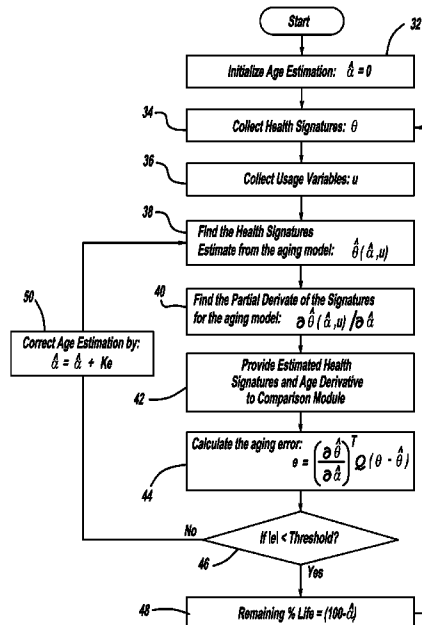 Start
32
Initialize Age Estimation: α̂ = 0
34
Collect Health Signatures: θ
36
Collect Usage Variables: u
38
Find the Health Signatures
Estimate from the aging model: θ̂(α̂,u)
40
Find the Partial Derivate of the Signatures
for the aging model: ∂θ̂(α̂,u)/∂α̂
50
Correct Age Estimation by:
α̂ = α̂ + Ke
Provide Estimated Health
Signatures and Age Derivative
to Comparison Module
42
Calculate the aging error:
e = (∂θ̂/∂α̂)ᵀ Q (θ - θ̂)
44
No
If |e| < Threshold?
46
Yes
48
Remaining % Life = (100-α̂)